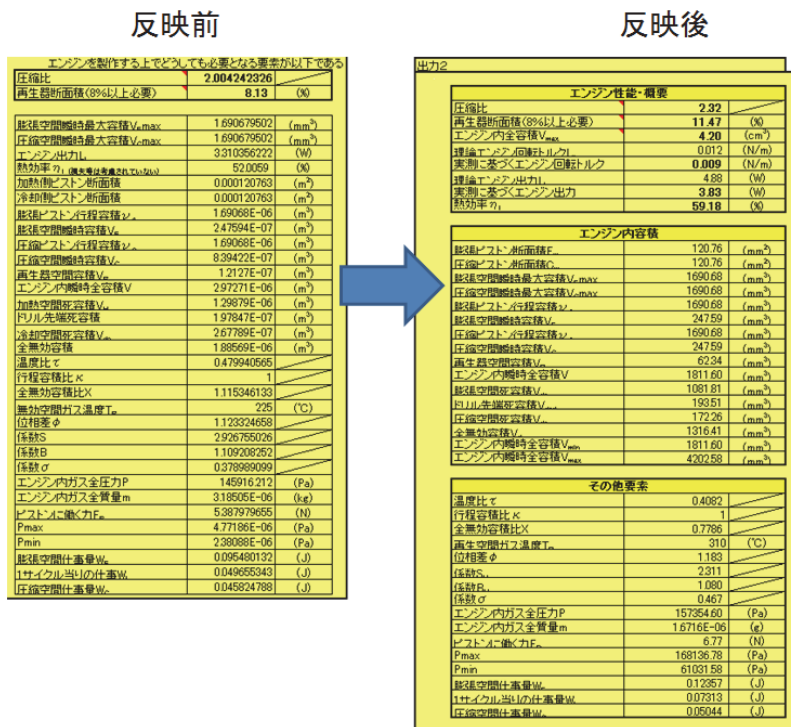 反映前
エンジンを製作する上でどうしても必要となる要素が以下である
圧縮比 2.004242326
再生器断面積(8%以上必要) 8.13 (%)
膨張空間瞬時最大容積Vₑmax 1.690679502 (mm³)
圧縮空間瞬時最大容積V꜀max 1.690679502 (mm³)
エンジン出力L 3.310356222 (W)
熱効率η 52.0059 (%)
加熱側ピストン断面積 0.000120763 (m²)
冷却側ピストン断面積 0.000120763 (m²)
膨張ピストン行程容積 1.69068E-06 (m³)
膨張空間瞬時容積Vₑ 2.47594E-07 (m³)
圧縮ピストン行程容積 1.69068E-06 (m³)
圧縮空間瞬時容積V꜀ 8.39422E-07 (m³)
再生器空間容積 1.2127E-07 (m³)
エンジン内瞬時全容積V 2.97271E-06 (m³)
加熱空間死容積 1.29879E-06 (m³)
ドリル先端死容積 1.97847E-07 (m³)
冷却空間死容積 2.67789E-07 (m³)
全無効容積 1.88569E-06 (m³)
温度比τ 0.479940565
行程容積比κ 1
全無効容積比X 1.115346133
無効空間ガス温度T 225 (℃)
位相差φ 1.123324658
係数S 2.926755026
係数B 1.109208252
係数σ 0.378989099
エンジン内ガス全圧力P 145916.212 (Pa)
エンジン内ガス全質量m 3.18505E-06 (kg)
ピストンに働く力F 5.387979655 (N)
Pmax 4.77186E-06 (Pa)
Pmin 2.38088E-06 (Pa)
膨張空間仕事量Wₑ 0.095480132 (J)
1サイクル当りの仕事W 0.049655343 (J)
圧縮空間仕事量W꜀ 0.045824788 (J)
反映後
出力2
エンジン性能・概要
圧縮比 2.32
再生器断面積(8%以上必要) 11.47 (%)
エンジン内全容積Vmax 4.20 (cm³)
理論エンジン回転トルク 0.012 (N/m)
実測に基づくエンジン回転トルク 0.009 (N/m)
理論エンジン出力L 4.88 (W)
実測に基づくエンジン出力 3.83 (W)
熱効率η 59.18 (%)
エンジン内容積
膨張ピストン断面積 120.76 (mm²)
圧縮ピストン断面積 120.76 (mm²)
膨張空間瞬時最大容積Vₑmax 1690.68 (mm³)
圧縮空間瞬時最大容積V꜀max 1690.68 (mm³)
膨張ピストン行程容積 1690.68 (mm³)
膨張空間瞬時容積 247.59 (mm³)
圧縮ピストン行程容積 1690.68 (mm³)
圧縮空間瞬時容積 247.59 (mm³)
再生器空間容積 62.34 (mm³)
エンジン内瞬時全容積V 1811.60 (mm³)
膨張空間死容積 1081.81 (mm³)
ドリル先端死容積 193.51 (mm³)
圧縮空間死容積 172.26 (mm³)
全無効容積 1316.41 (mm³)
エンジン内瞬時全容積Vmin 1811.60 (mm³)
エンジン内瞬時全容積Vmax 4202.58 (mm³)
その他要素
温度比τ 0.4082
行程容積比κ 1
全無効容積比X 0.7786
再生空間ガス温度T 310 (℃)
位相差φ 1.183
係数S 2.311
係数B 1.080
係数σ 0.467
エンジン内ガス全圧力P 157354.60 (Pa)
エンジン内ガス全質量m 1.6716E-06 (g)
ピストンに働く力F 6.77 (N)
Pmax 168136.78 (Pa)
Pmin 61031.58 (Pa)
膨張空間仕事量Wₑ 0.12357 (J)
1サイクル当りの仕事量W 0.07313 (J)
圧縮空間仕事量W꜀ 0.05044 (J)